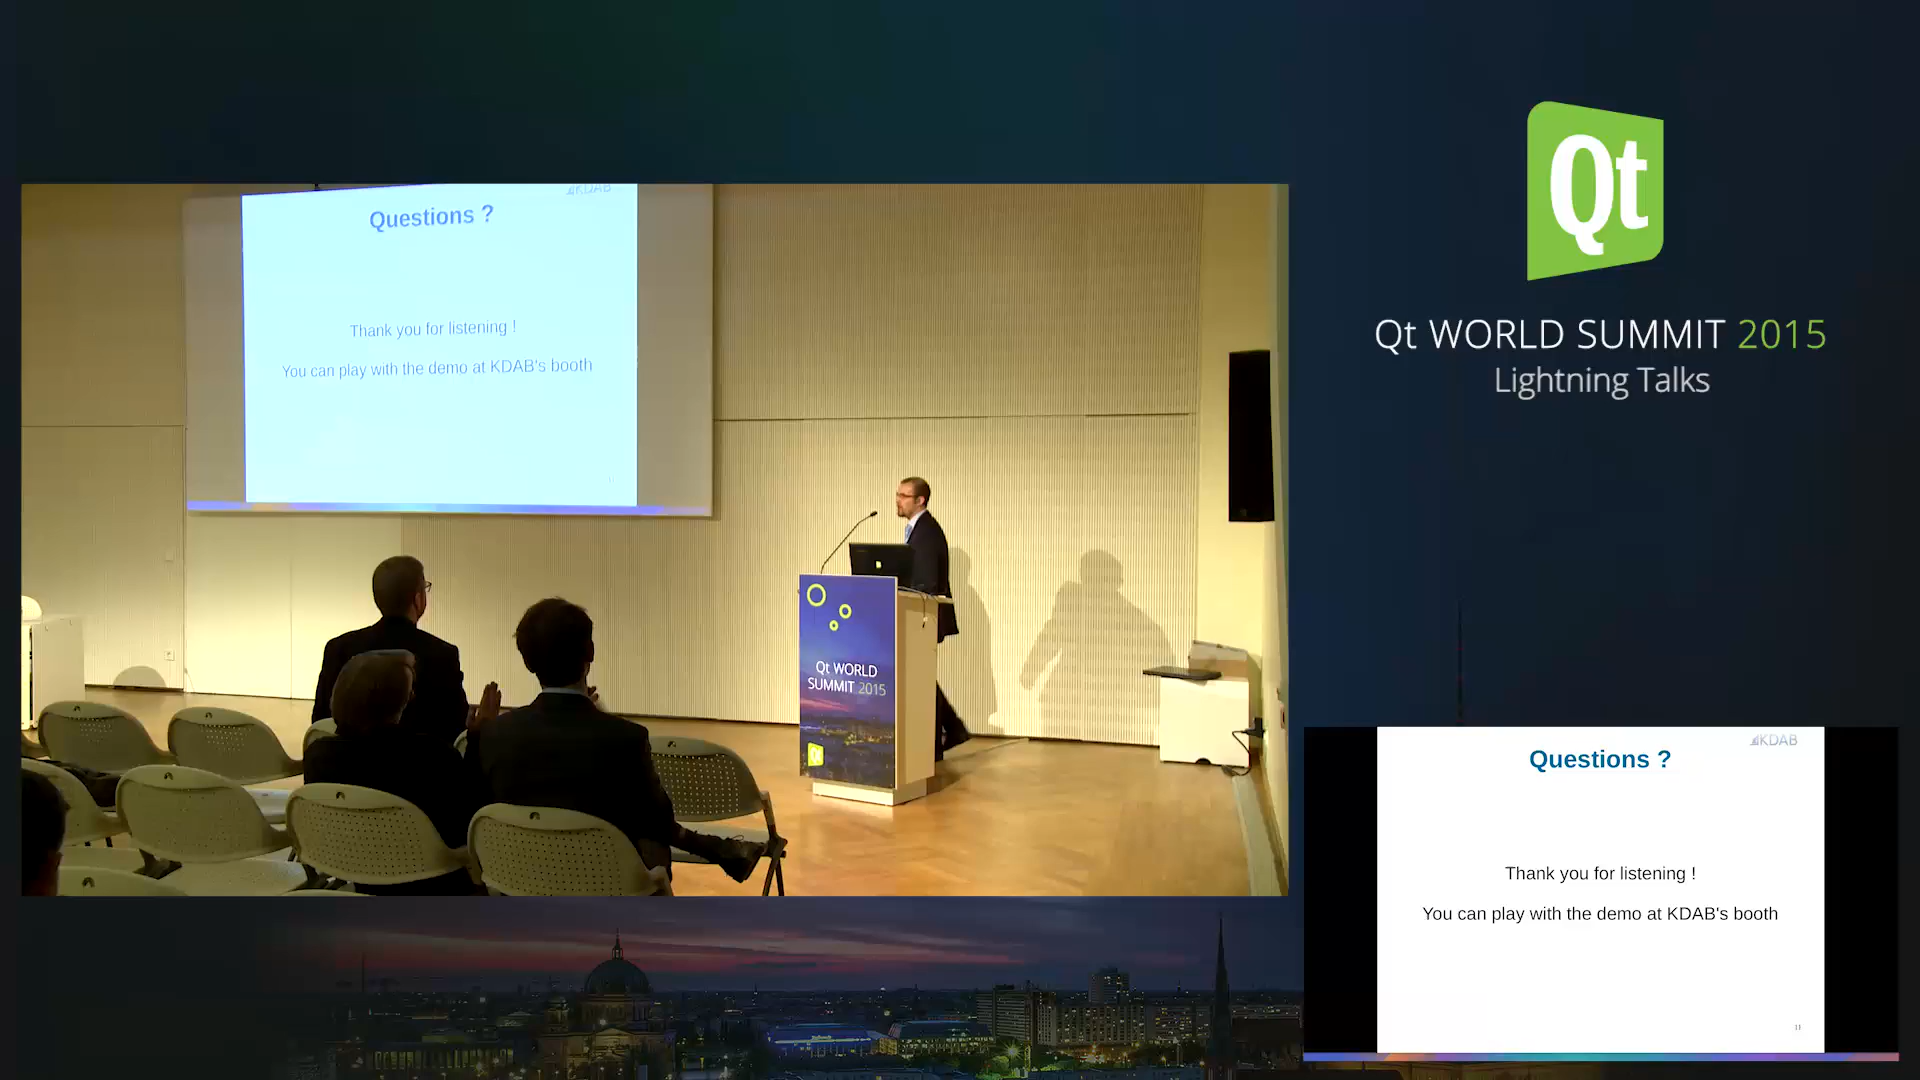 KDAB
Questions ?
Thank you for listening !
You can play with the demo at KDAB's booth
Qt WORLD
SUMMIT 2015
Qt
Qt
Qt WORLD SUMMIT 2015
Lightning Talks
KDAB
Questions ?
Thank you for listening !
You can play with the demo at KDAB's booth
11